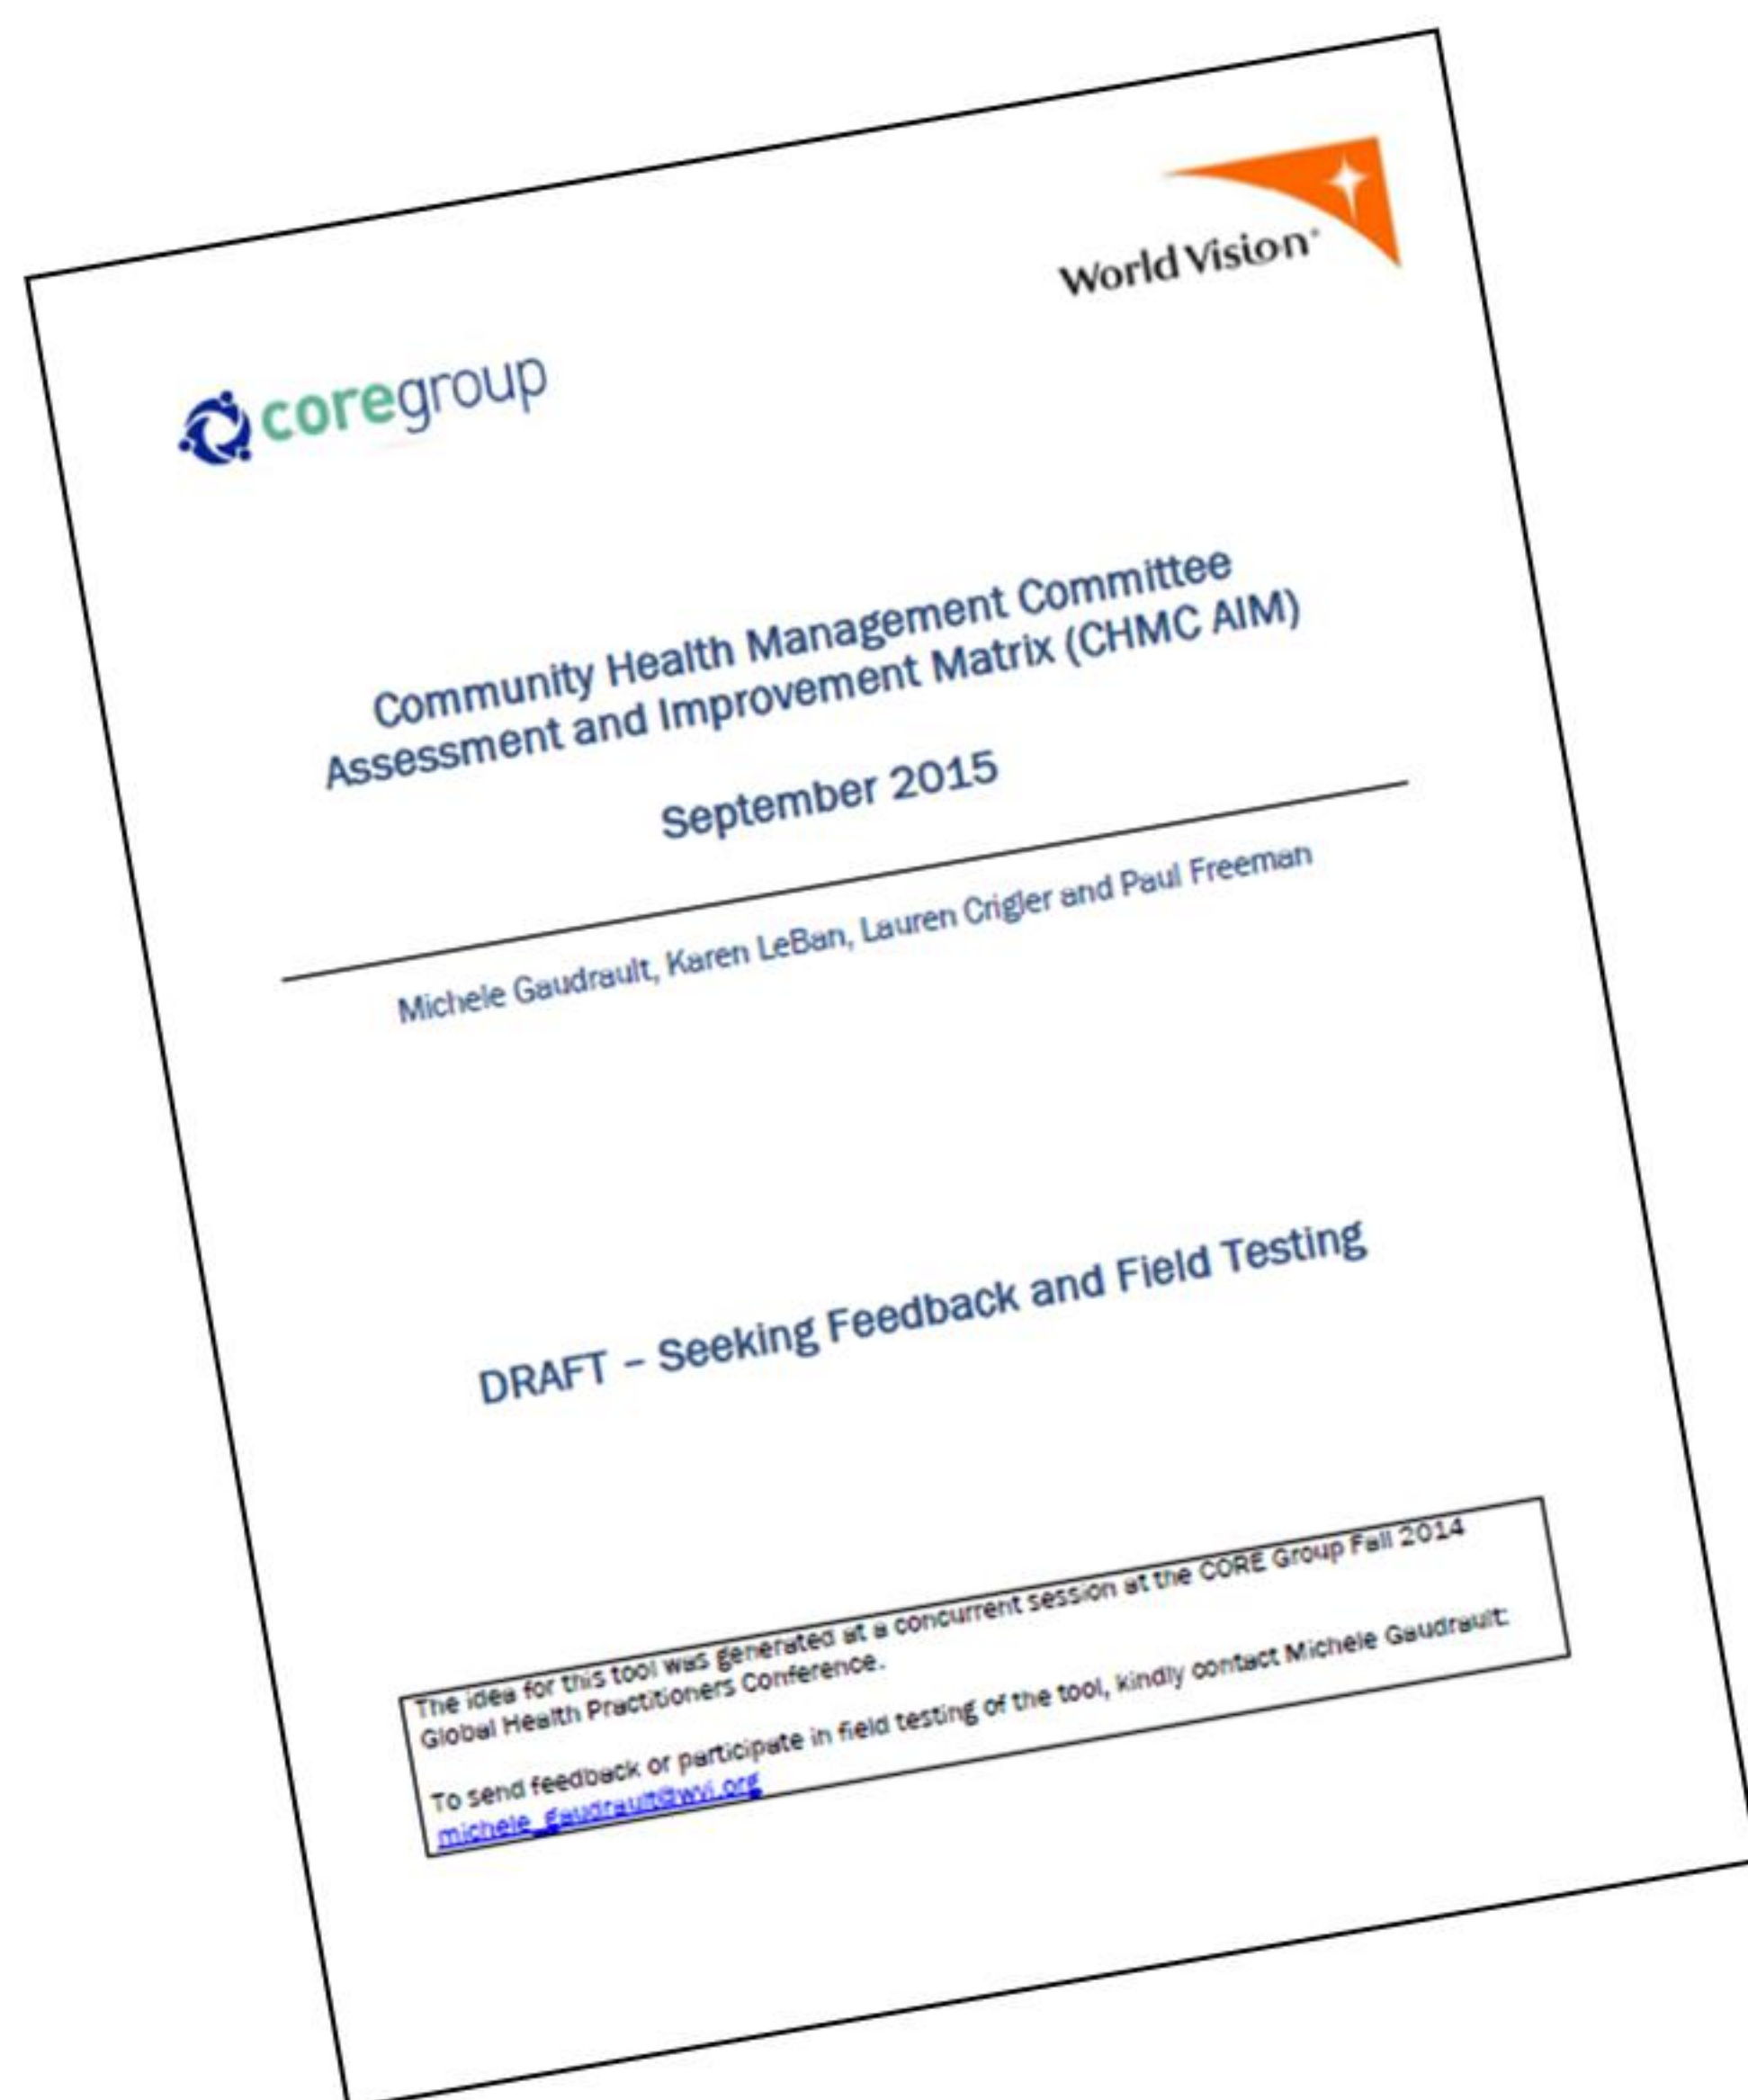 World Vision®
coregroup
Community Health Management Committee
Assessment and Improvement Matrix (CHMC AIM)
September 2015
Michele Gaudrault, Karen LeBan, Lauren Crigler and Paul Freeman
DRAFT – Seeking Feedback and Field Testing
The idea for this tool was generated at a concurrent session at the CORE Group Fall 2014
Global Health Practitioners Conference.
To send feedback or participate in field testing of the tool, kindly contact Michele Gaudrault:
michele_gaudrault@wvi.org